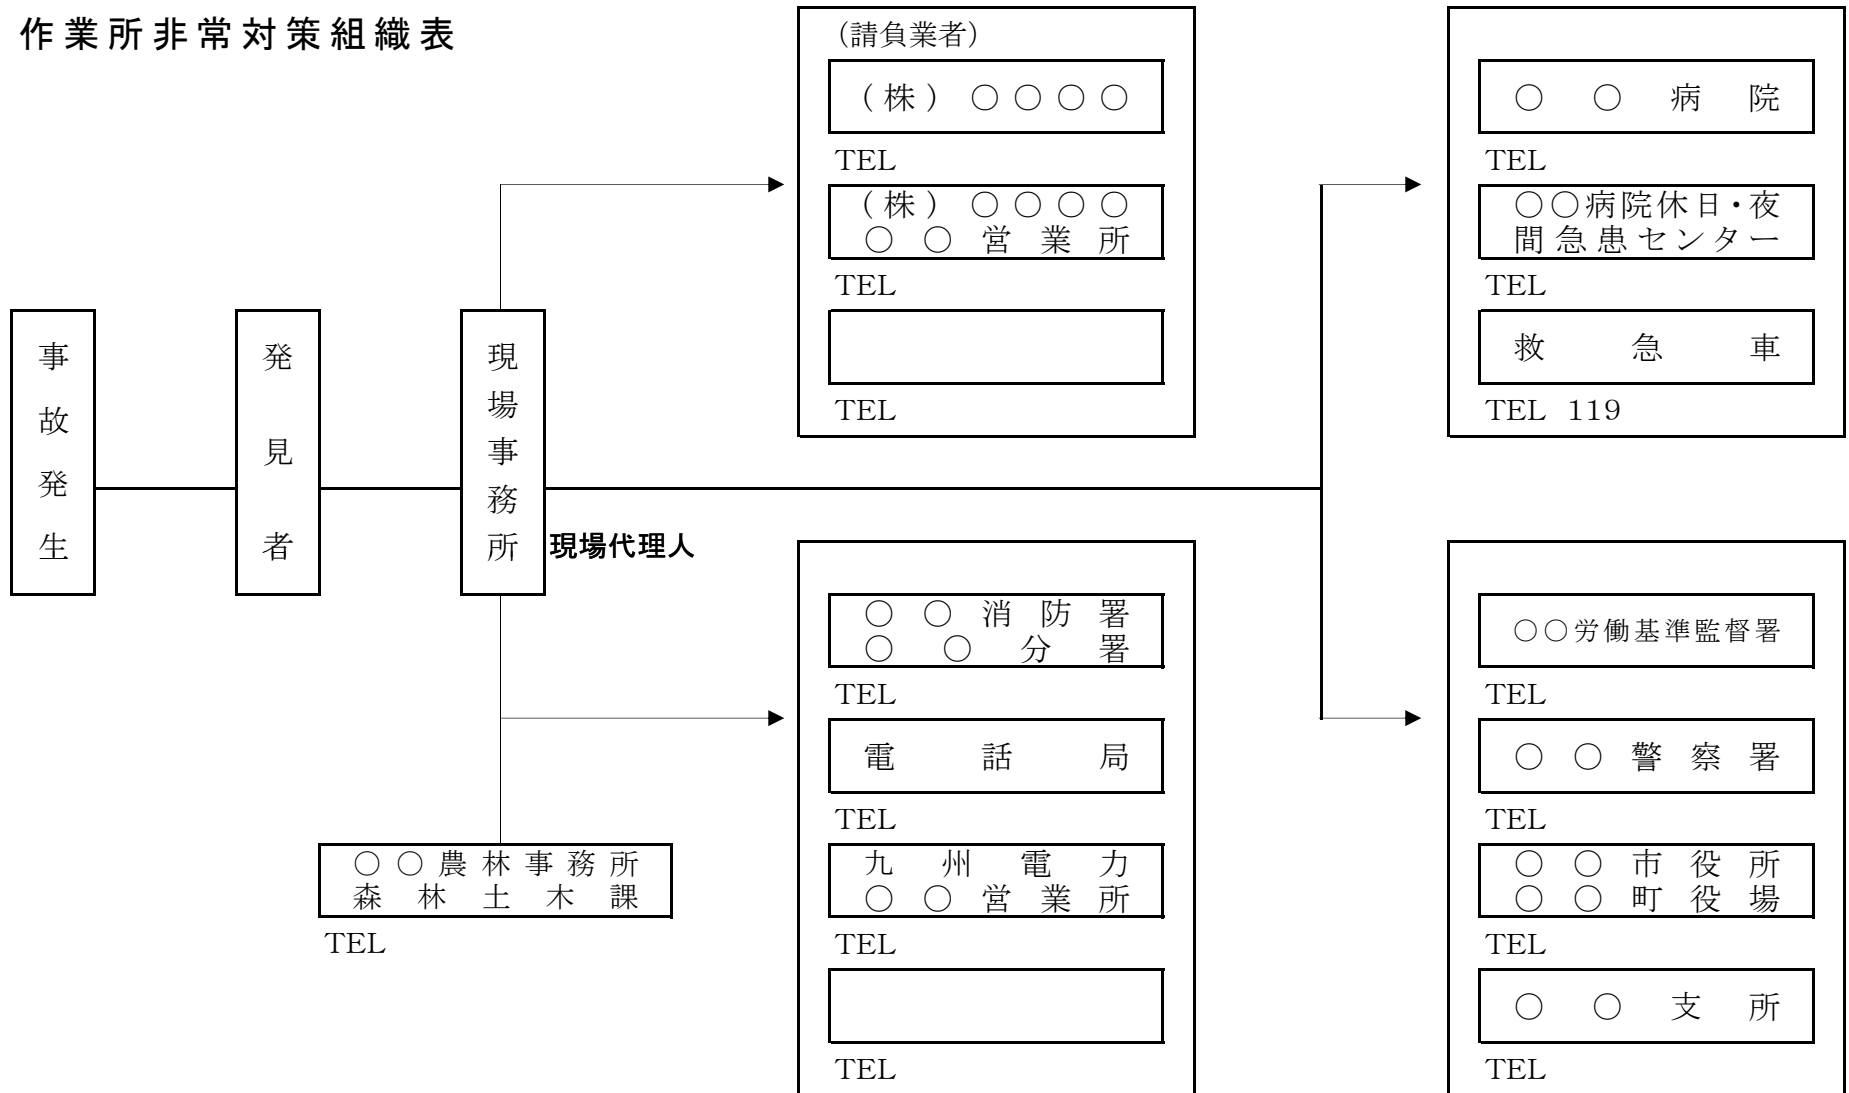 作業所非常対策組織表
事故発生
発見者
現場事務所
現場代理人
○○農林事務所
森林土木課
TEL
(請負業者)
(株)○○○○
TEL
(株)○○○○
○○営業所
TEL
TEL
○○消防署
○○分署
TEL
電話局
TEL
九州電力
○○営業所
TEL
TEL
○○病院
TEL
○○病院休日・夜
間急患センター
TEL
救急車
TEL 119
○○労働基準監督署
TEL
○○警察署
TEL
○○市役所
○○町役場
TEL
○○支所
TEL